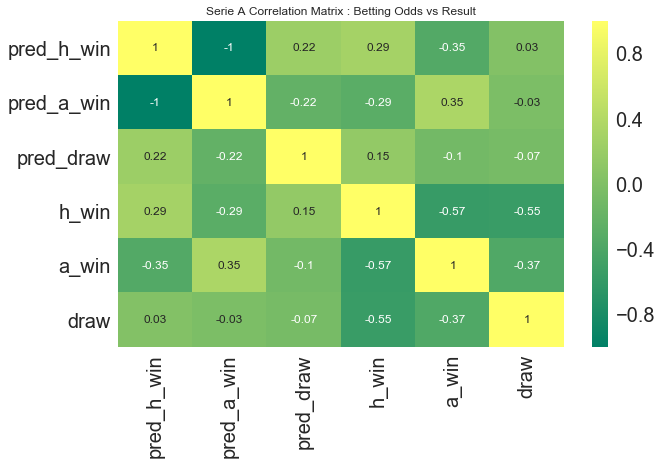 Serie A Correlation Matrix : Betting Odds vs Result
pred_h_win 1 -1 0.22 0.29 -0.35 0.03
pred_a_win -1 1 -0.22 -0.29 0.35 -0.03
pred_draw 0.22 -0.22 1 0.15 -0.1 -0.07
h_win 0.29 -0.29 0.15 1 -0.57 -0.55
a_win -0.35 0.35 -0.1 -0.57 1 -0.37
draw 0.03 -0.03 -0.07 -0.55 -0.37 1
pred_h_win
pred_a_win
pred_draw
h_win
a_win
draw
0.8
0.4
0.0
−0.4
−0.8